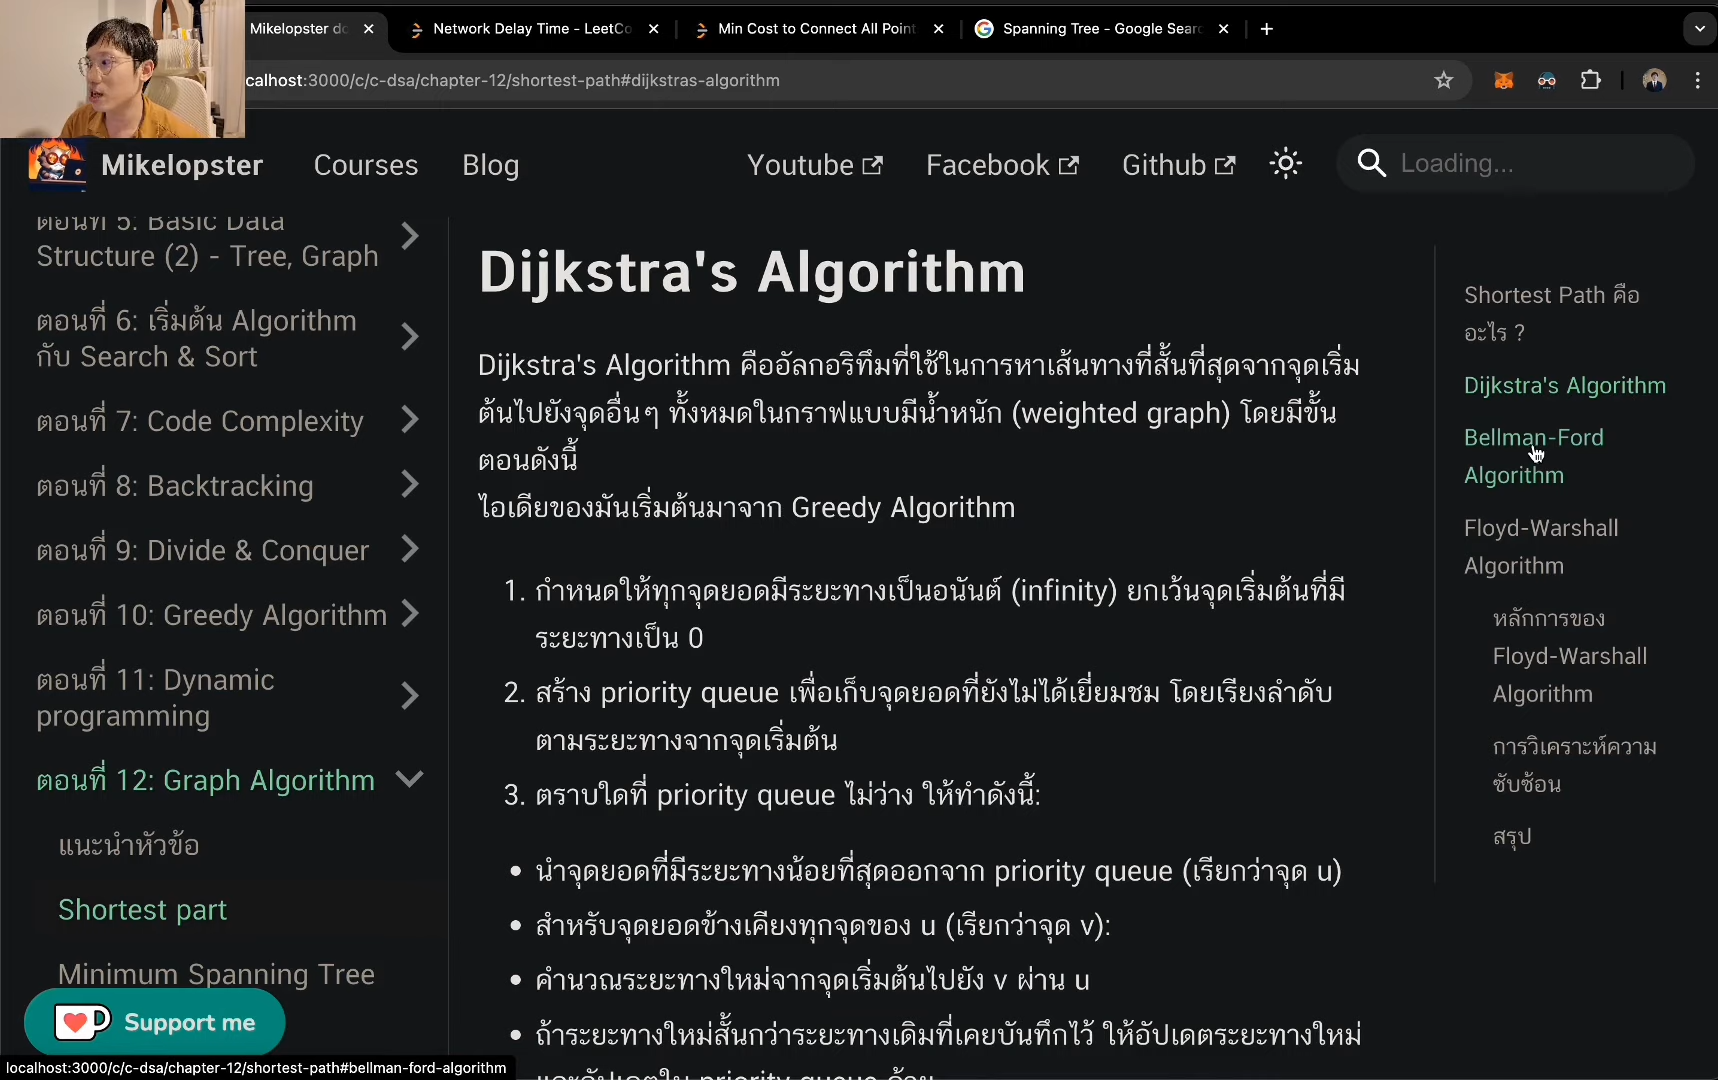 Mikelopster do
Network Delay Time - LeetCo
Min Cost to Connect All Point
Spanning Tree - Google Searc
calhost:3000/c/c-dsa/chapter-12/shortest-path#dijkstras-algorithm
Mikelopster
Courses
Blog
Youtube
Facebook
Github
Loading...
ตอนที่ 5: Basic Data
Structure (2) - Tree, Graph
ตอนที่ 6: เริ่มต้น Algorithm
กับ Search & Sort
ตอนที่ 7: Code Complexity
ตอนที่ 8: Backtracking
ตอนที่ 9: Divide & Conquer
ตอนที่ 10: Greedy Algorithm
ตอนที่ 11: Dynamic
programming
ตอนที่ 12: Graph Algorithm
แนะนำหัวข้อ
Shortest part
Minimum Spanning Tree
Support me
Dijkstra's Algorithm
Dijkstra's Algorithm คืออัลกอริทึมที่ใช้ในการหาเส้นทางที่สั้นที่สุดจากจุดเริ่ม
ต้นไปยังจุดอื่นๆ ทั้งหมดในกราฟแบบมีน้ำหนัก (weighted graph) โดยมีขั้น
ตอนดังนี้
ไอเดียของมันเริ่มต้นมาจาก Greedy Algorithm
1. กำหนดให้ทุกจุดยอดมีระยะทางเป็นอนันต์ (infinity) ยกเว้นจุดเริ่มต้นที่มี
ระยะทางเป็น 0
2. สร้าง priority queue เพื่อเก็บจุดยอดที่ยังไม่ได้เยี่ยมชม โดยเรียงลำดับ
ตามระยะทางจากจุดเริ่มต้น
3. ตราบใดที่ priority queue ไม่ว่าง ให้ทำดังนี้:
• นำจุดยอดที่มีระยะทางน้อยที่สุดออกจาก priority queue (เรียกว่าจุด u)
• สำหรับจุดยอดข้างเคียงทุกจุดของ u (เรียกว่าจุด v):
• คำนวณระยะทางใหม่จากจุดเริ่มต้นไปยัง v ผ่าน u
• ถ้าระยะทางใหม่สั้นกว่าระยะทางเดิมที่เคยบันทึกไว้ ให้อัปเดตระยะทางใหม่
และอัปเดตใน priority queue ด้วย
Shortest Path คือ
อะไร ?
Dijkstra's Algorithm
Bellman-Ford
Algorithm
Floyd-Warshall
Algorithm
หลักการของ
Floyd-Warshall
Algorithm
การวิเคราะห์ความ
ซับซ้อน
สรุป
localhost:3000/c/c-dsa/chapter-12/shortest-path#bellman-ford-algorithm